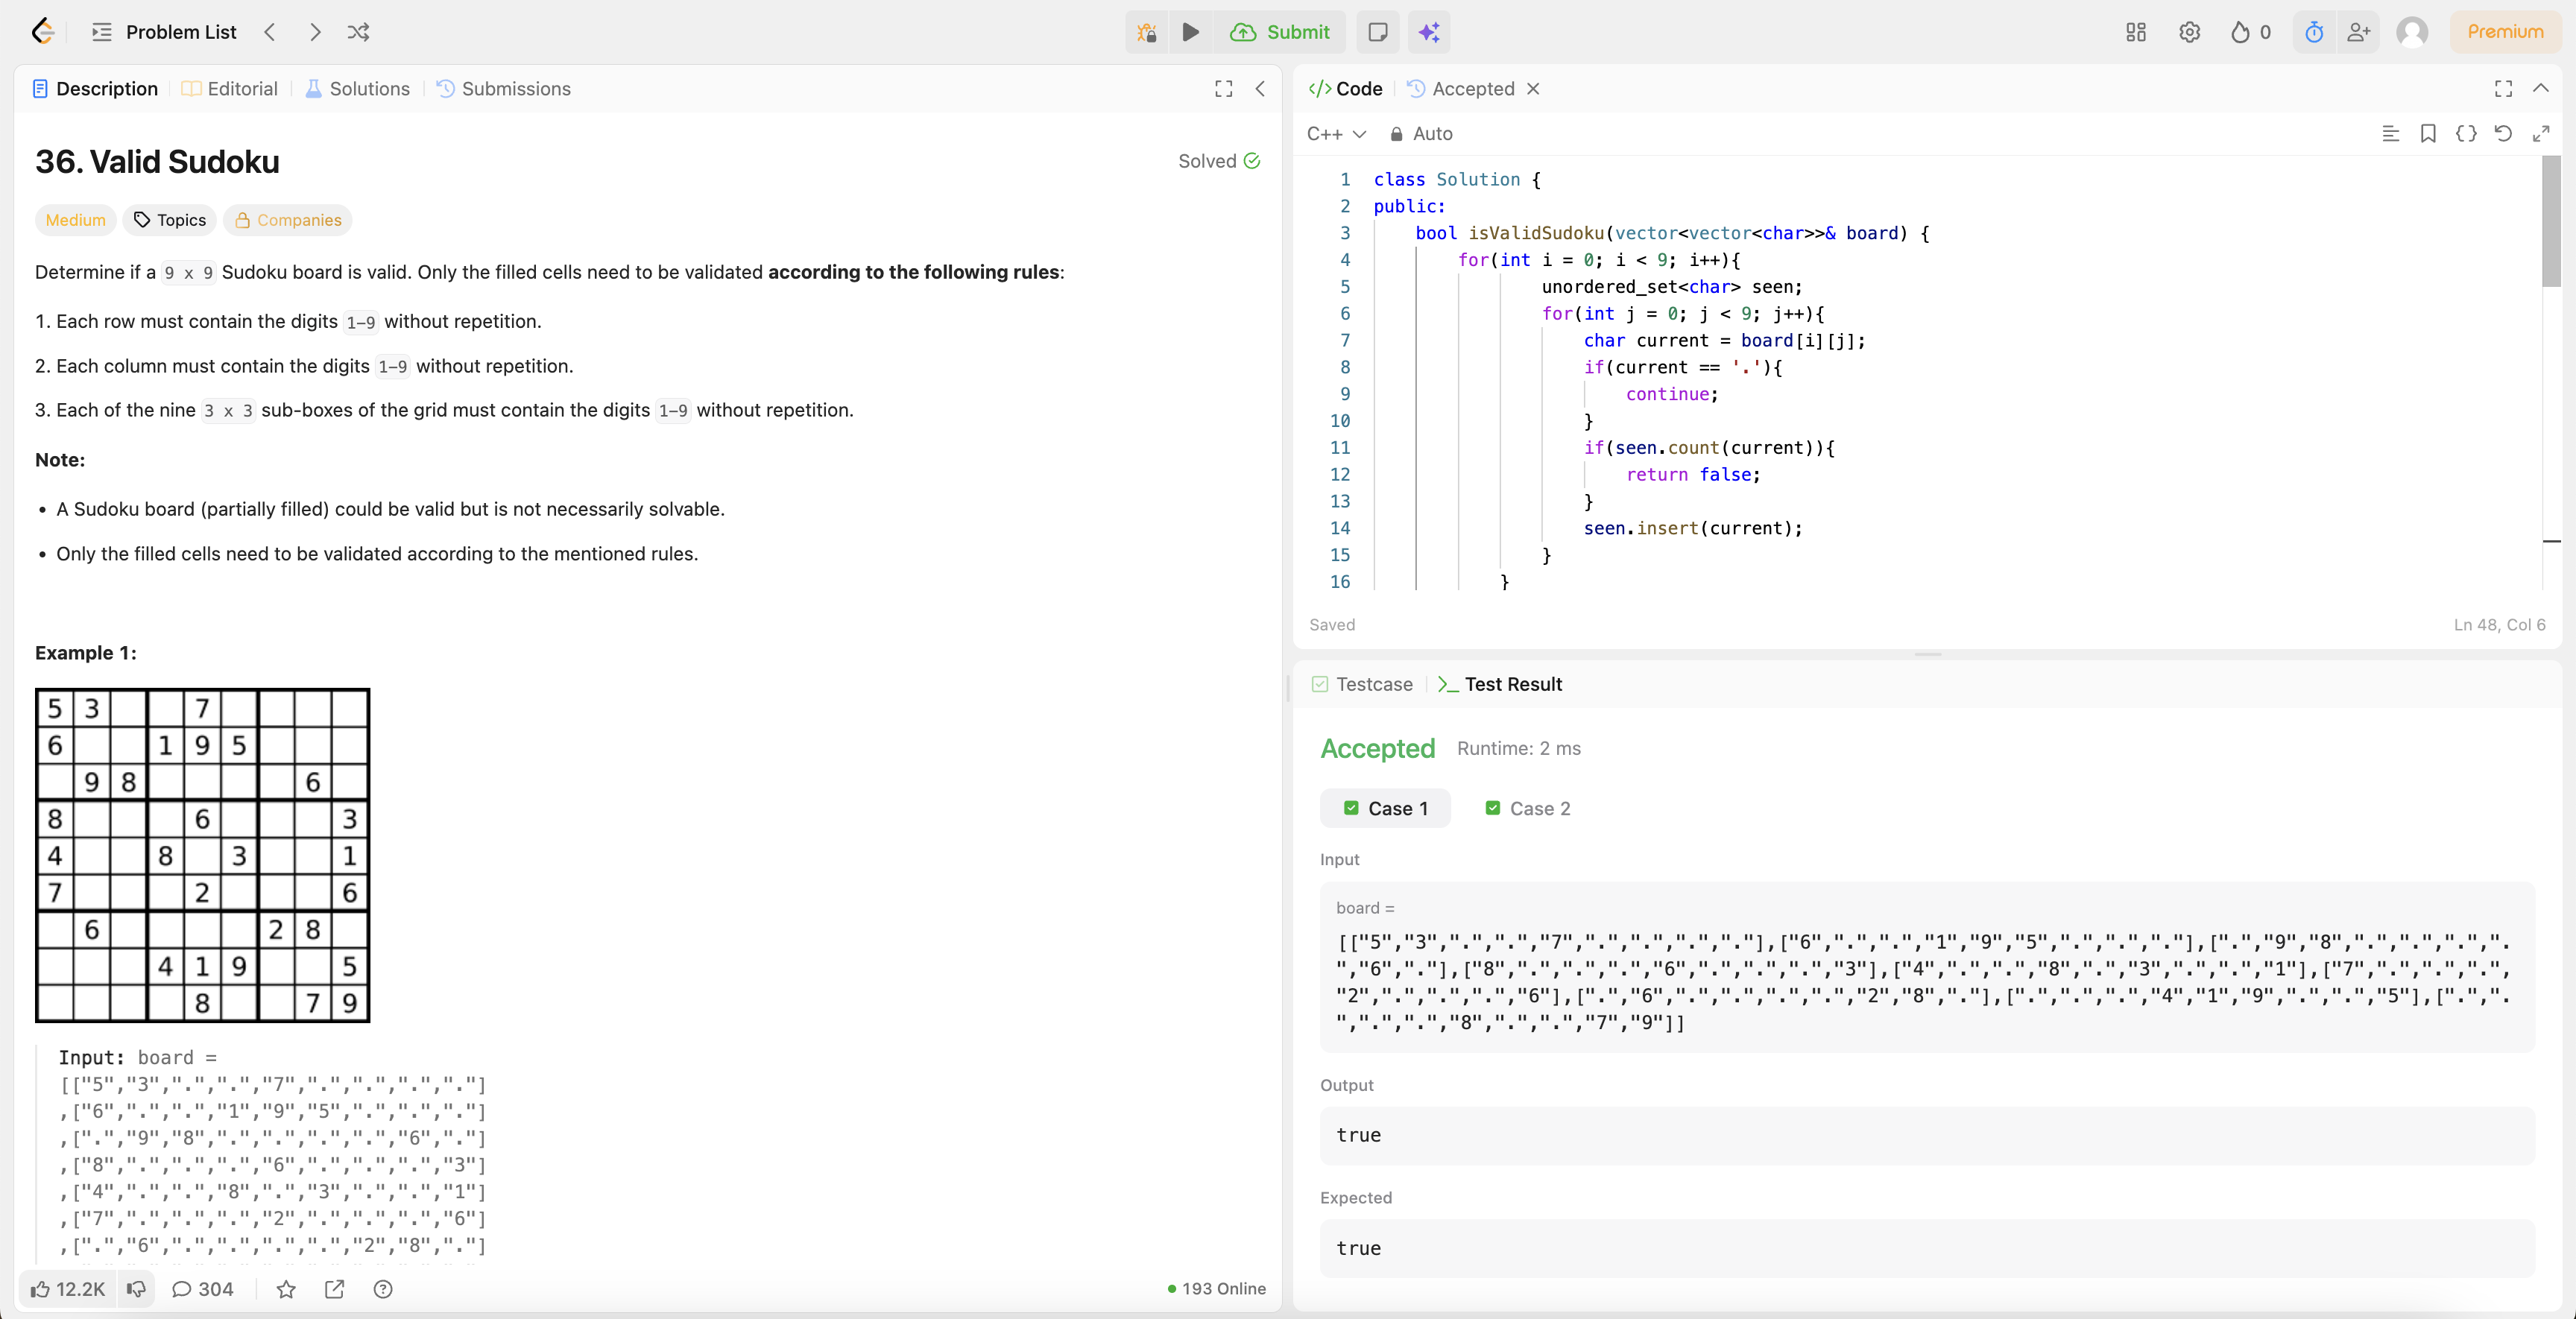 Problem List
Submit
0
Premium
Description
Editorial
Solutions
Submissions
36. Valid Sudoku
Solved
Medium
Topics
Companies
Determine if a 9 x 9 Sudoku board is valid. Only the filled cells need to be validated according to the following rules:
1. Each row must contain the digits 1-9 without repetition.
2. Each column must contain the digits 1-9 without repetition.
3. Each of the nine 3 x 3 sub-boxes of the grid must contain the digits 1-9 without repetition.
Note:
• A Sudoku board (partially filled) could be valid but is not necessarily solvable.
• Only the filled cells need to be validated according to the mentioned rules.
Example 1:
5 3 7
6 1 9 5
9 8 6
8 6 3
4 8 3 1
7 2 6
6 2 8
4 1 9 5
8 7 9
Input: board =
[["5","3",".",".","7",".",".",".","."]
,["6",".",".","1","9","5",".",".","."]
,[".","9","8",".",".",".",".","6","."]
,["8",".",".",".","6",".",".",".","3"]
,["4",".",".","8",".","3",".",".","1"]
,["7",".",".",".","2",".",".",".","6"]
,[".","6",".",".",".",".","2","8","."]
12.2K
304
193 Online
</> Code
Accepted
C++
Auto
1 class Solution {
2 public:
3 bool isValidSudoku(vector<vector<char>>& board) {
4 for(int i = 0; i < 9; i++){
5 unordered_set<char> seen;
6 for(int j = 0; j < 9; j++){
7 char current = board[i][j];
8 if(current == '.'){
9 continue;
10 }
11 if(seen.count(current)){
12 return false;
13 }
14 seen.insert(current);
15 }
16 }
Saved
Ln 48, Col 6
Testcase
Test Result
Accepted
Runtime: 2 ms
Case 1
Case 2
Input
board =
[["5","3",".",".","7",".",".",".","."],["6",".",".","1","9","5",".",".","."],[".","9","8",".",".",".",".
","6","."],["8",".",".",".","6",".",".",".","3"],["4",".",".","8",".","3",".",".","1"],["7",".",".",".",
"2",".",".",".","6"],[".","6",".",".",".",".","2","8","."],[".",".",".","4","1","9",".",".","5"],[".",".
",".",".","8",".",".","7","9"]]
Output
true
Expected
true